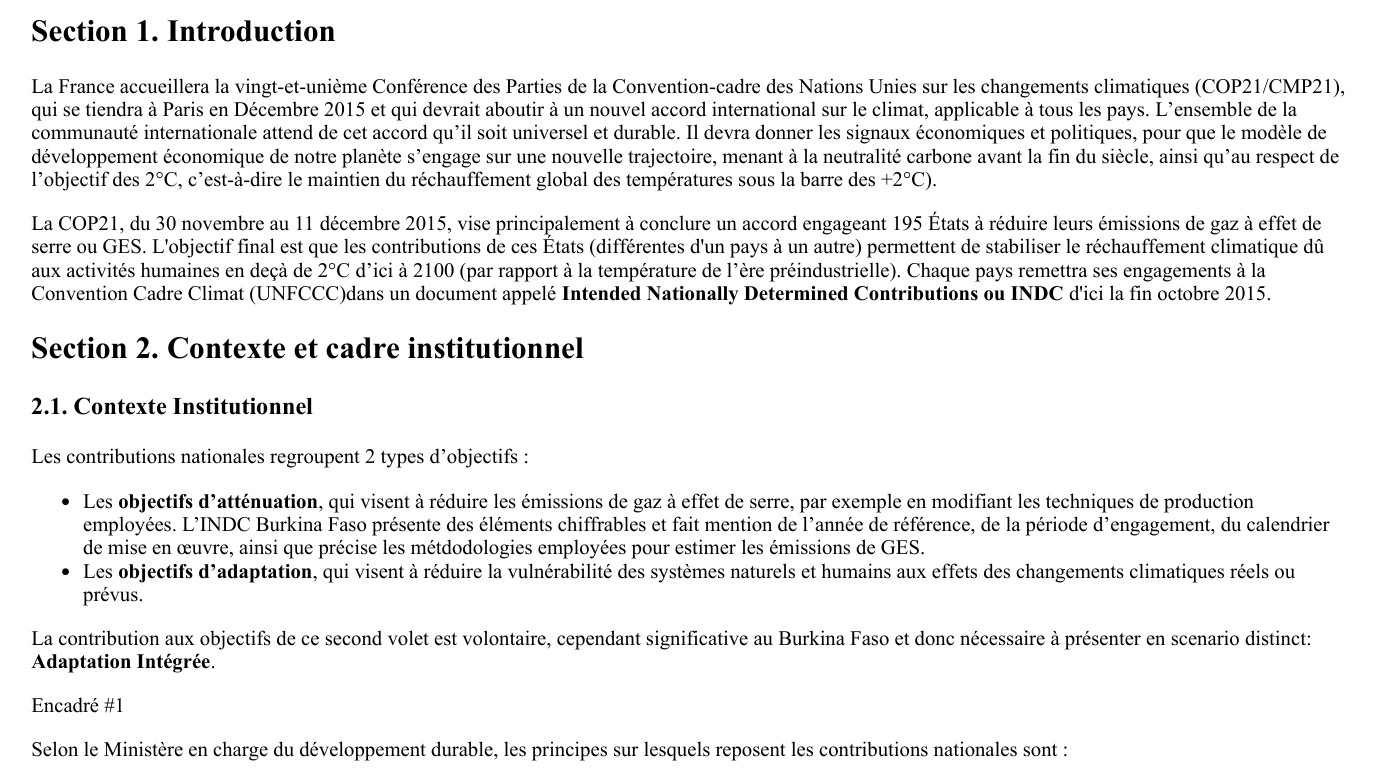 Section 1. Introduction
La France accueillera la vingt-et-unième Conférence des Parties de la Convention-cadre des Nations Unies sur les changements climatiques (COP21/CMP21),
qui se tiendra à Paris en Décembre 2015 et qui devrait aboutir à un nouvel accord international sur le climat, applicable à tous les pays. L’ensemble de la
communauté internationale attend de cet accord qu’il soit universel et durable. Il devra donner les signaux économiques et politiques, pour que le modèle de
développement économique de notre planète s’engage sur une nouvelle trajectoire, menant à la neutralité carbone avant la fin du siècle, ainsi qu’au respect de
l’objectif des 2°C, c’est-à-dire le maintien du réchauffement global des températures sous la barre des +2°C).
La COP21, du 30 novembre au 11 décembre 2015, vise principalement à conclure un accord engageant 195 États à réduire leurs émissions de gaz à effet de
serre ou GES. L'objectif final est que les contributions de ces États (différentes d'un pays à un autre) permettent de stabiliser le réchauffement climatique dû
aux activités humaines en deçà de 2°C d’ici à 2100 (par rapport à la température de l’ère préindustrielle). Chaque pays remettra ses engagements à la
Convention Cadre Climat (UNFCCC)dans un document appelé Intended Nationally Determined Contributions ou INDC d'ici la fin octobre 2015.
Section 2. Contexte et cadre institutionnel
2.1. Contexte Institutionnel
Les contributions nationales regroupent 2 types d’objectifs :
• Les objectifs d’atténuation, qui visent à réduire les émissions de gaz à effet de serre, par exemple en modifiant les techniques de production
employées. L’INDC Burkina Faso présente des éléments chiffrables et fait mention de l’année de référence, de la période d’engagement, du calendrier
de mise en œuvre, ainsi que précise les métdodologies employées pour estimer les émissions de GES.
• Les objectifs d’adaptation, qui visent à réduire la vulnérabilité des systèmes naturels et humains aux effets des changements climatiques réels ou
prévus.
La contribution aux objectifs de ce second volet est volontaire, cependant significative au Burkina Faso et donc nécessaire à présenter en scenario distinct:
Adaptation Intégrée.
Encadré #1
Selon le Ministère en charge du développement durable, les principes sur lesquels reposent les contributions nationales sont :